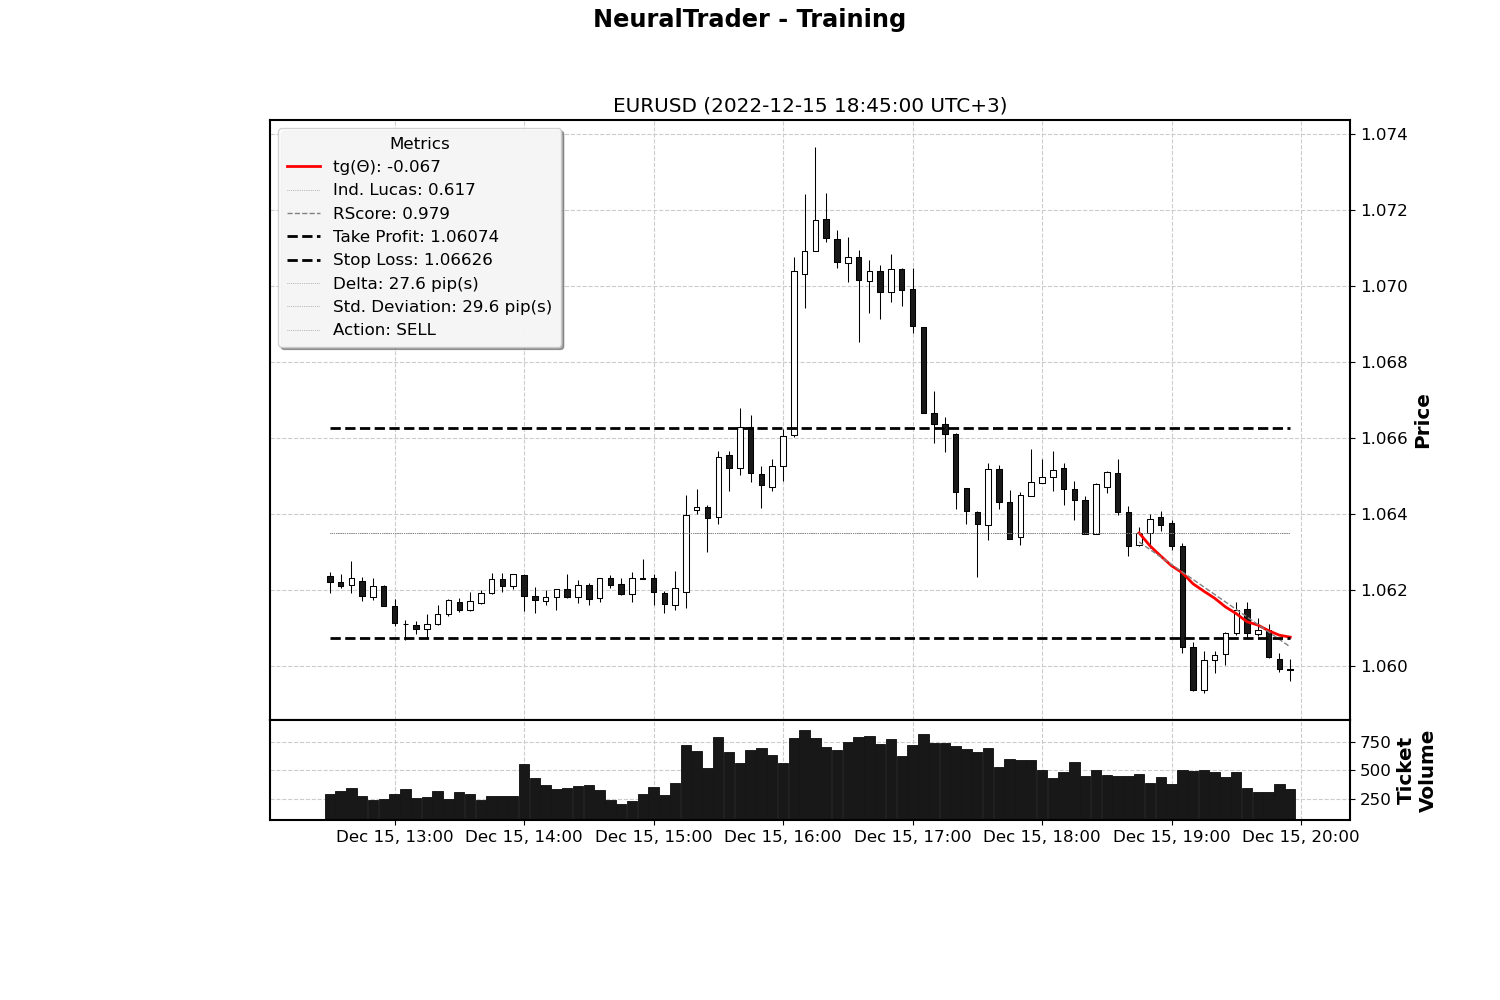 NeuralTrader - Training
EURUSD (2022-12-15 18:45:00 UTC+3)
Metrics
tg(Θ): -0.067
Ind. Lucas: 0.617
RScore: 0.979
Take Profit: 1.06074
Stop Loss: 1.06626
Delta: 27.6 pip(s)
Std. Deviation: 29.6 pip(s)
Action: SELL
1.074
1.072
1.070
1.068
1.066
1.064
1.062
1.060
Price
750
500
250
Ticket
Volume
Dec 15, 13:00
Dec 15, 14:00
Dec 15, 15:00
Dec 15, 16:00
Dec 15, 17:00
Dec 15, 18:00
Dec 15, 19:00
Dec 15, 20:00